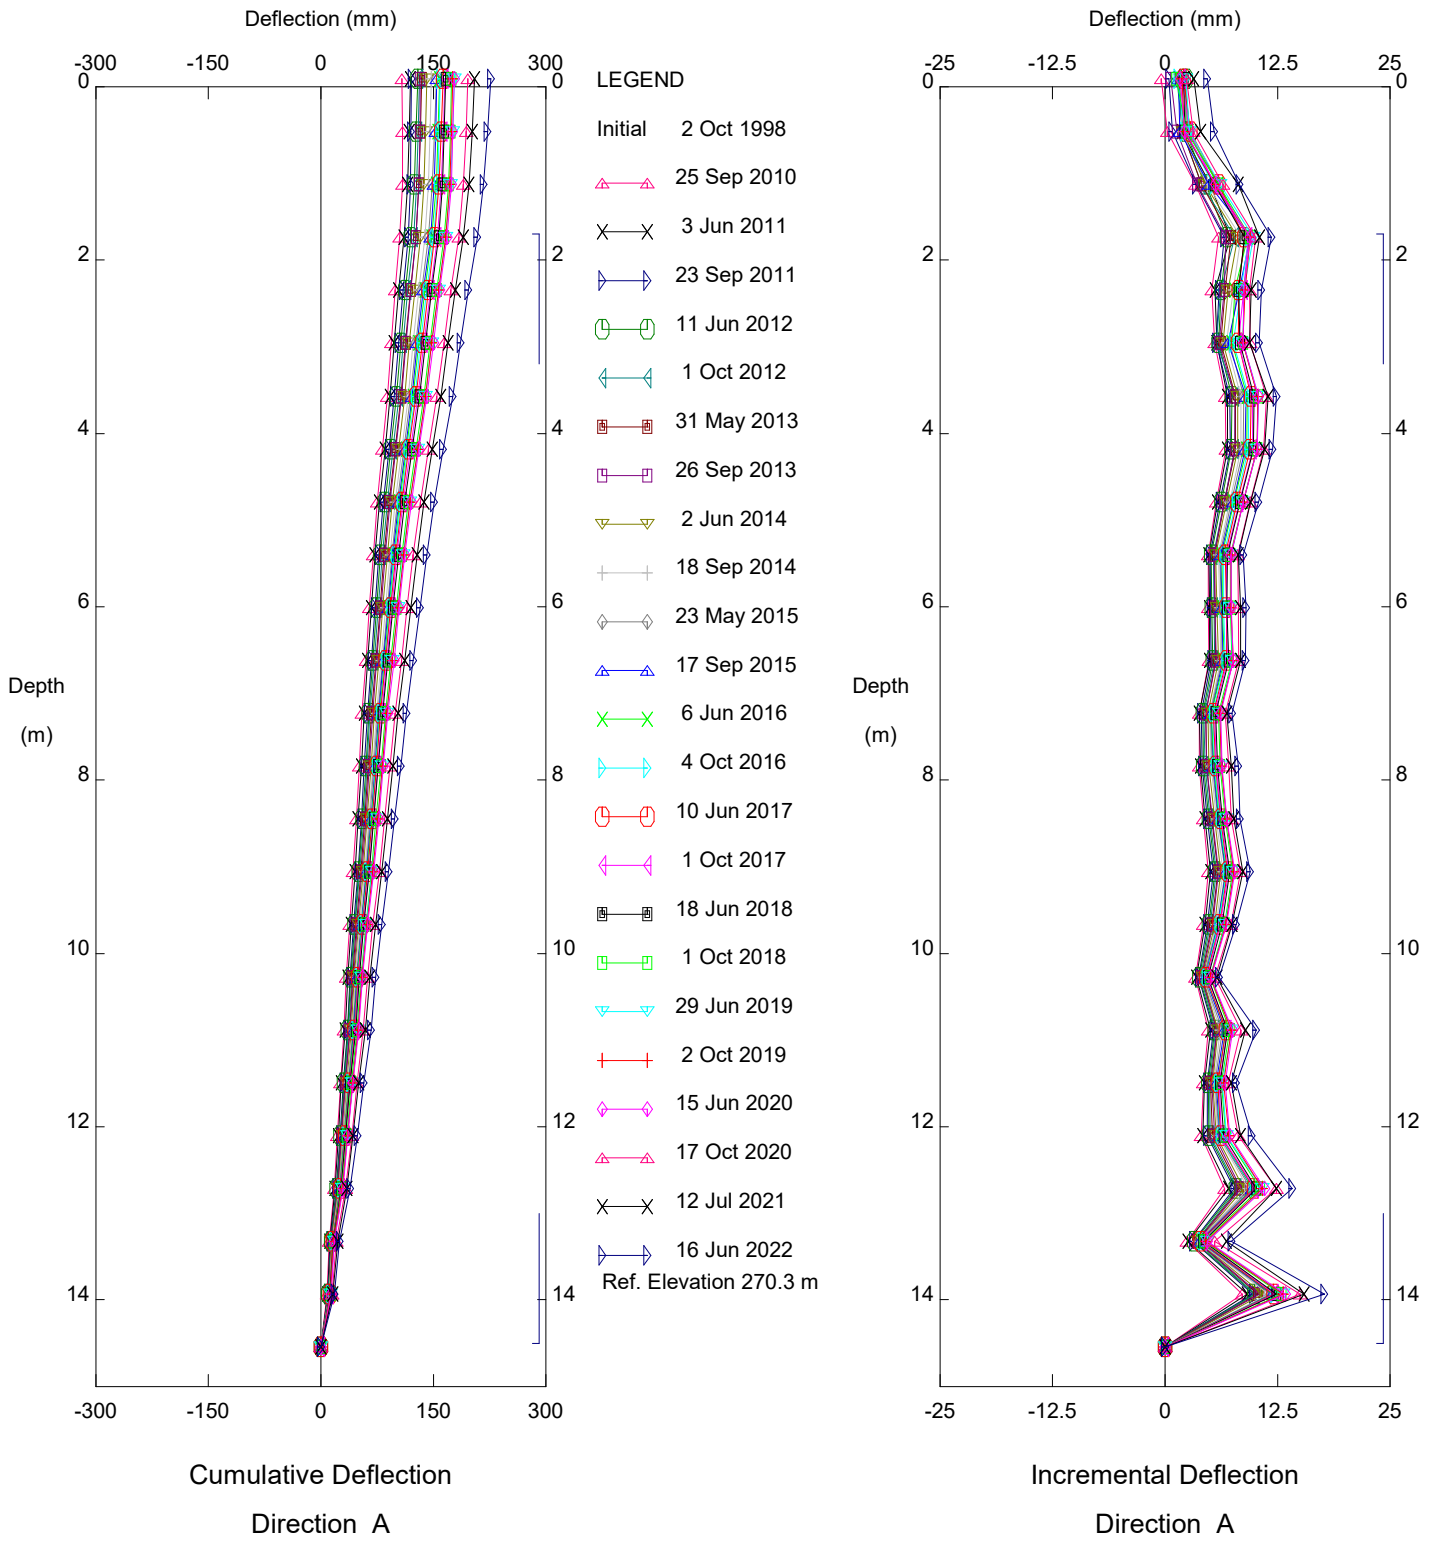 Deflection (mm)
-300 -150 0 150 300
0 0
2 2
4 4
6 6
Depth
(m)
8 8
10 10
12 12
14 14
-300 -150 0 150 300
Cumulative Deflection
Direction A
LEGEND
Initial 2 Oct 1998
25 Sep 2010
3 Jun 2011
23 Sep 2011
11 Jun 2012
1 Oct 2012
31 May 2013
26 Sep 2013
2 Jun 2014
18 Sep 2014
23 May 2015
17 Sep 2015
6 Jun 2016
4 Oct 2016
10 Jun 2017
1 Oct 2017
18 Jun 2018
1 Oct 2018
29 Jun 2019
2 Oct 2019
15 Jun 2020
17 Oct 2020
12 Jul 2021
16 Jun 2022
Ref. Elevation 270.3 m
Deflection (mm)
-25 -12.5 0 12.5 25
0 0
2 2
4 4
6 6
Depth
(m)
8 8
10 10
12 12
14 14
-25 -12.5 0 12.5 25
Incremental Deflection
Direction A